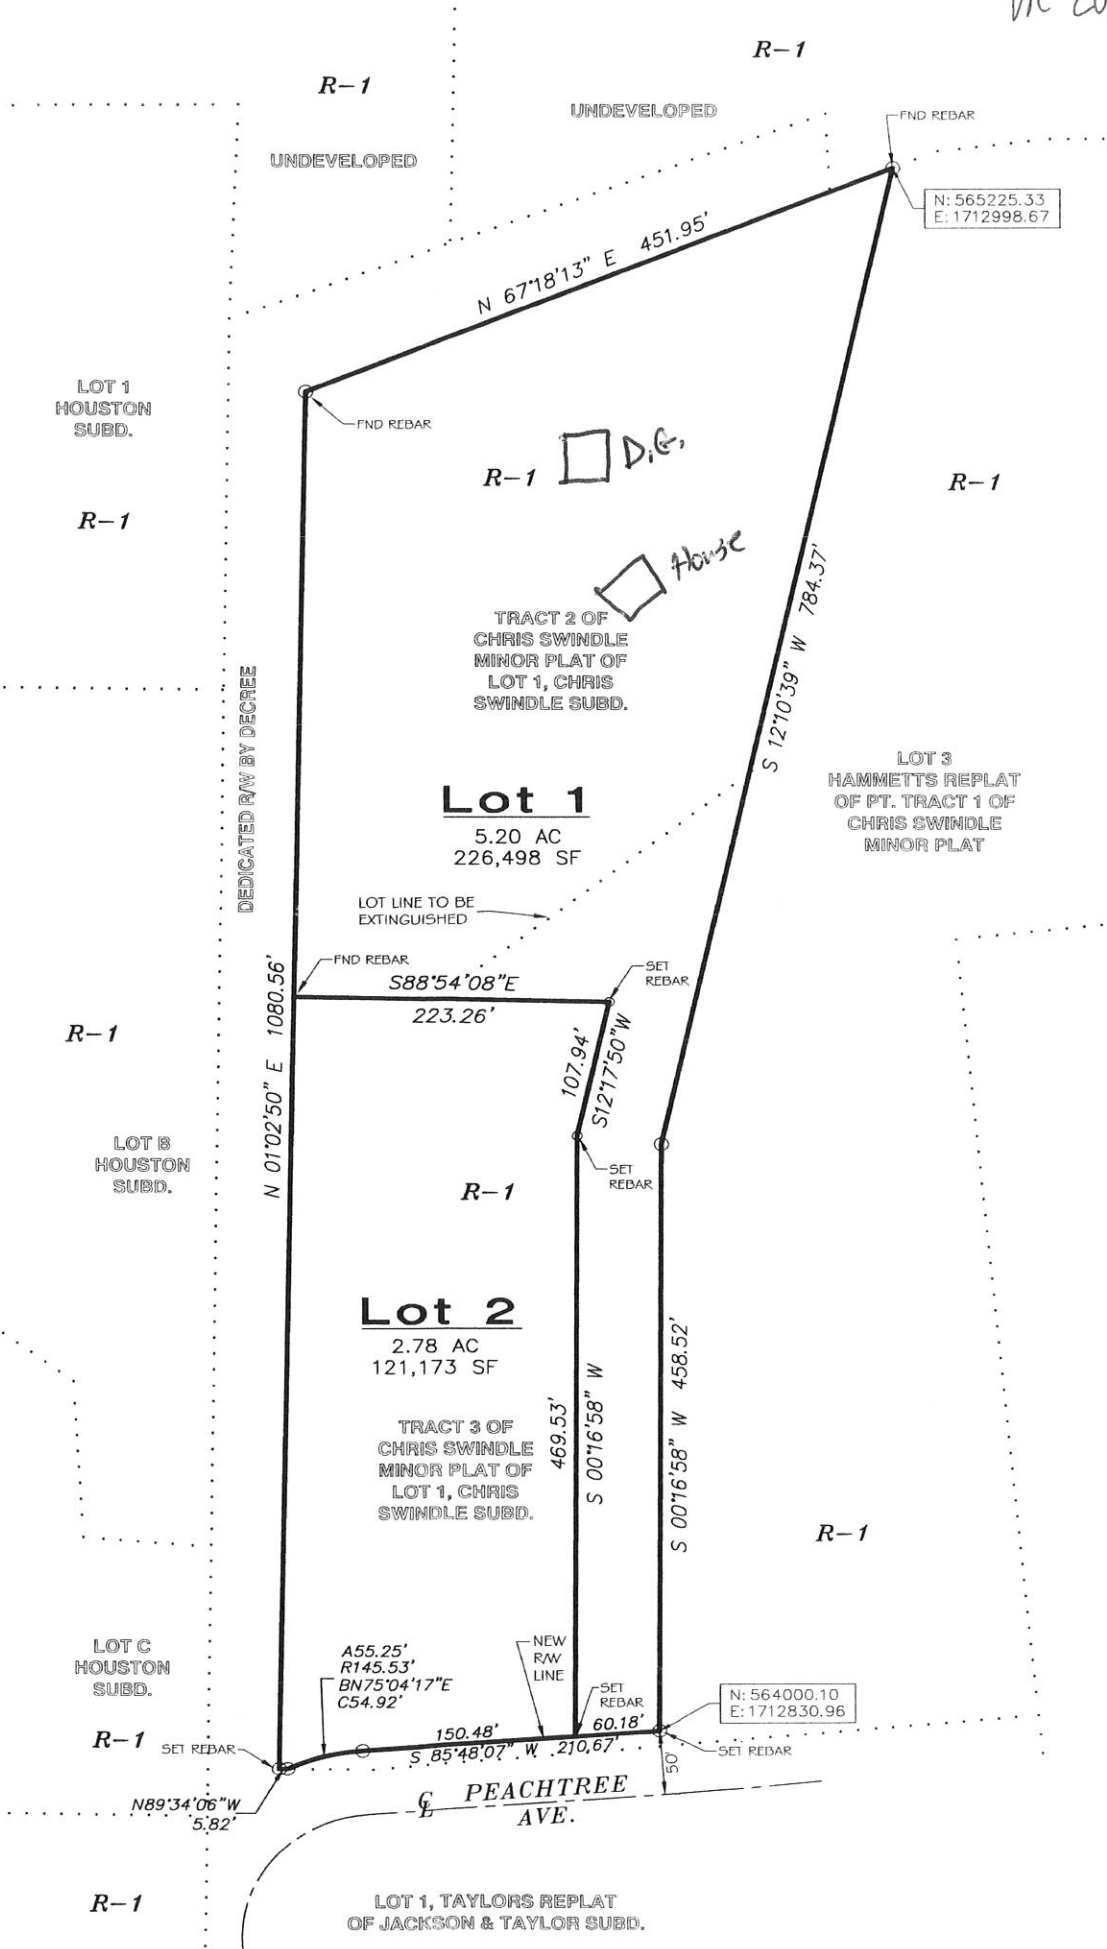 R-1
R-1
UNDEVELOPED
UNDEVELOPED
FND REBAR
N: 565225.33
E: 1712998.67
N 67°18'13" E 451.95'
LOT 1
HOUSTON
SUBD.
FND REBAR
R-1
D.G.
R-1
R-1
House
S 12°10'39" W 784.37'
TRACT 2 OF
CHRIS SWINDLE
MINOR PLAT OF
LOT 1, CHRIS
SWINDLE SUBD.
DEDICATED R/W BY DECREE
LOT 3
HAMMETTS REPLAT
OF PT. TRACT 1 OF
CHRIS SWINDLE
MINOR PLAT
Lot 1
5.20 AC
226,498 SF
LOT LINE TO BE
EXTINGUISHED
FND REBAR
SET
REBAR
S88°54'08"E
223.26'
N 01°02'50" E 1080.56'
R-1
107.94'
S12°17'50"W
LOT B
HOUSTON
SUBD.
SET
REBAR
R-1
Lot 2
2.78 AC
121,173 SF
469.53'
S 00°16'58" W
S 00°16'58" W 458.52'
TRACT 3 OF
CHRIS SWINDLE
MINOR PLAT OF
LOT 1, CHRIS
SWINDLE SUBD.
R-1
LOT C
HOUSTON
SUBD.
A55.25'
R145.53'
BN75°04'17"E
C54.92'
NEW
R/W
LINE
SET
REBAR
N: 564000.10
E: 1712830.96
R-1
SET REBAR
150.48'
60.18'
S 85°48'07" W 210.67'
SET REBAR
50'
N89°34'06"W
5.82'
CL PEACHTREE
AVE.
R-1
LOT 1, TAYLORS REPLAT
OF JACKSON & TAYLOR SUBD.